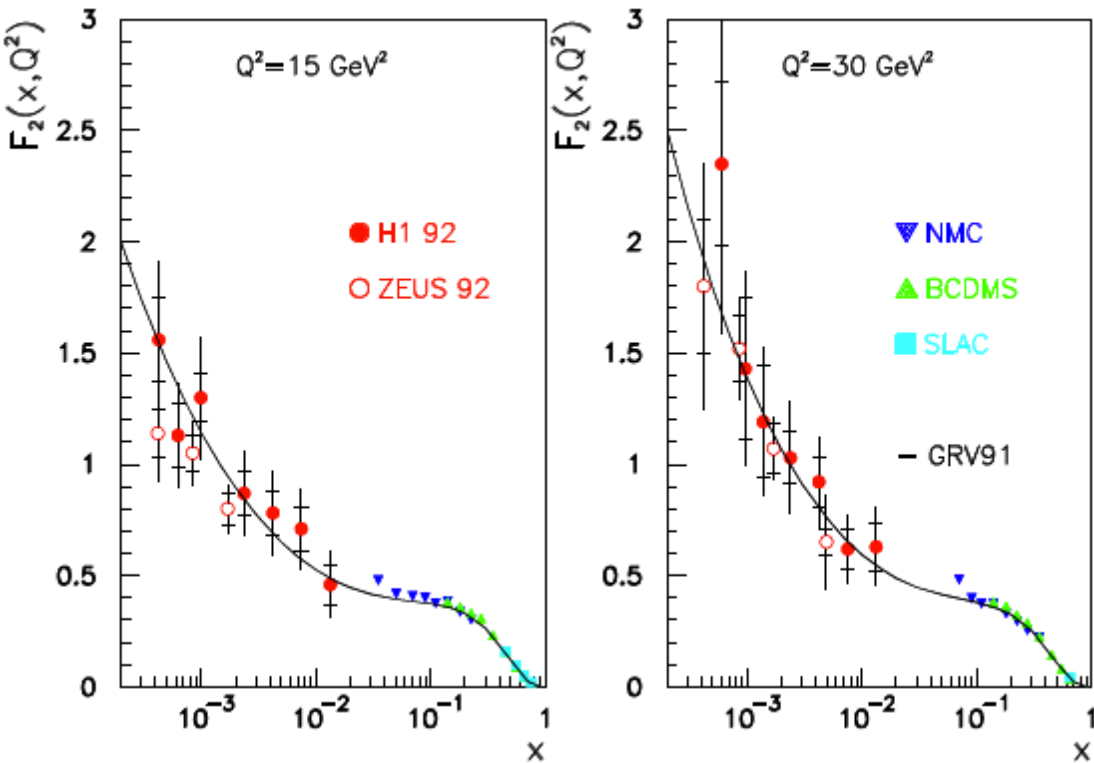 F₂(x,Q²)
Q²=15 GeV²
3
2.5
2
1.5
1
0.5
0
H1 92
ZEUS 92
10⁻³
10⁻²
10⁻¹
1
x
F₂(x,Q²)
Q²=30 GeV²
3
2.5
2
1.5
1
0.5
0
NMC
BCDMS
SLAC
GRV91
10⁻³
10⁻²
10⁻¹
1
x